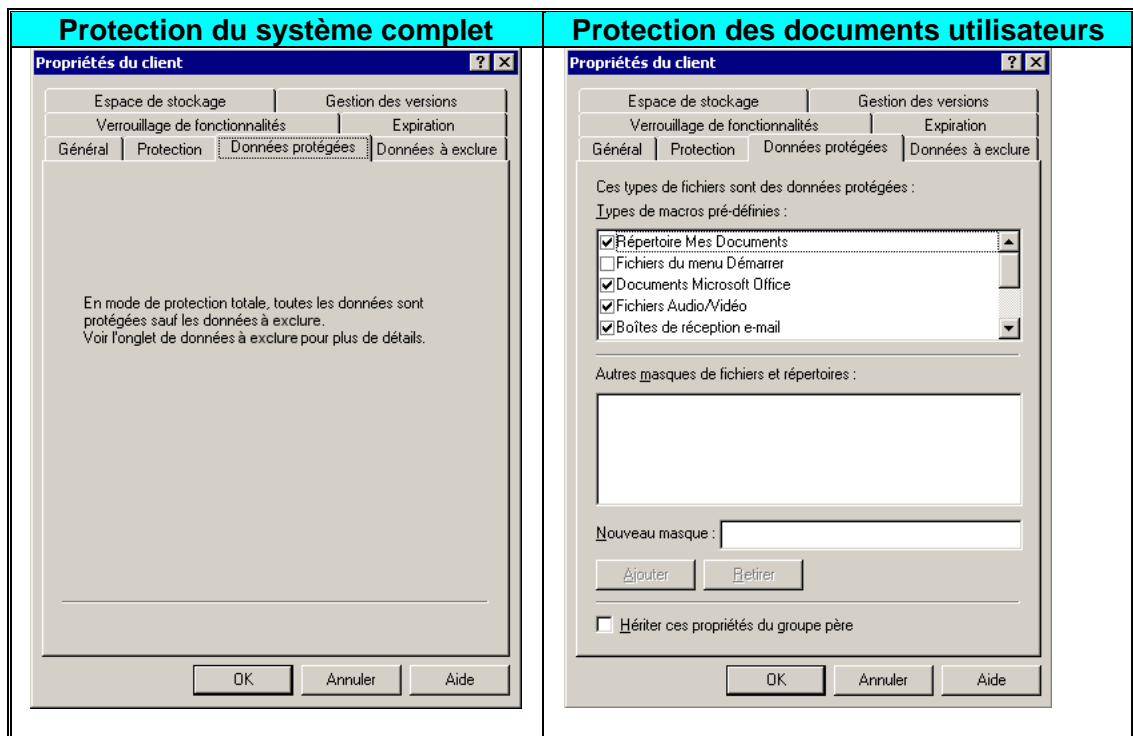 Protection du système complet
Propriétés du client
Espace de stockage
Gestion des versions
Verrouillage de fonctionnalités
Expiration
Général
Protection
Données protégées
Données à exclure
En mode de protection totale, toutes les données sont
protégées sauf les données à exclure.
Voir l'onglet de données à exclure pour plus de détails.
OK
Annuler
Aide
Protection des documents utilisateurs
Propriétés du client
Espace de stockage
Gestion des versions
Verrouillage de fonctionnalités
Expiration
Général
Protection
Données protégées
Données à exclure
Ces types de fichiers sont des données protégées :
Types de macros pré-définies :
Répertoire Mes Documents
Fichiers du menu Démarrer
Documents Microsoft Office
Fichiers Audio/Vidéo
Boîtes de réception e-mail
Autres masques de fichiers et répertoires :
Nouveau masque :
Ajouter
Retirer
Hériter ces propriétés du groupe père
OK
Annuler
Aide